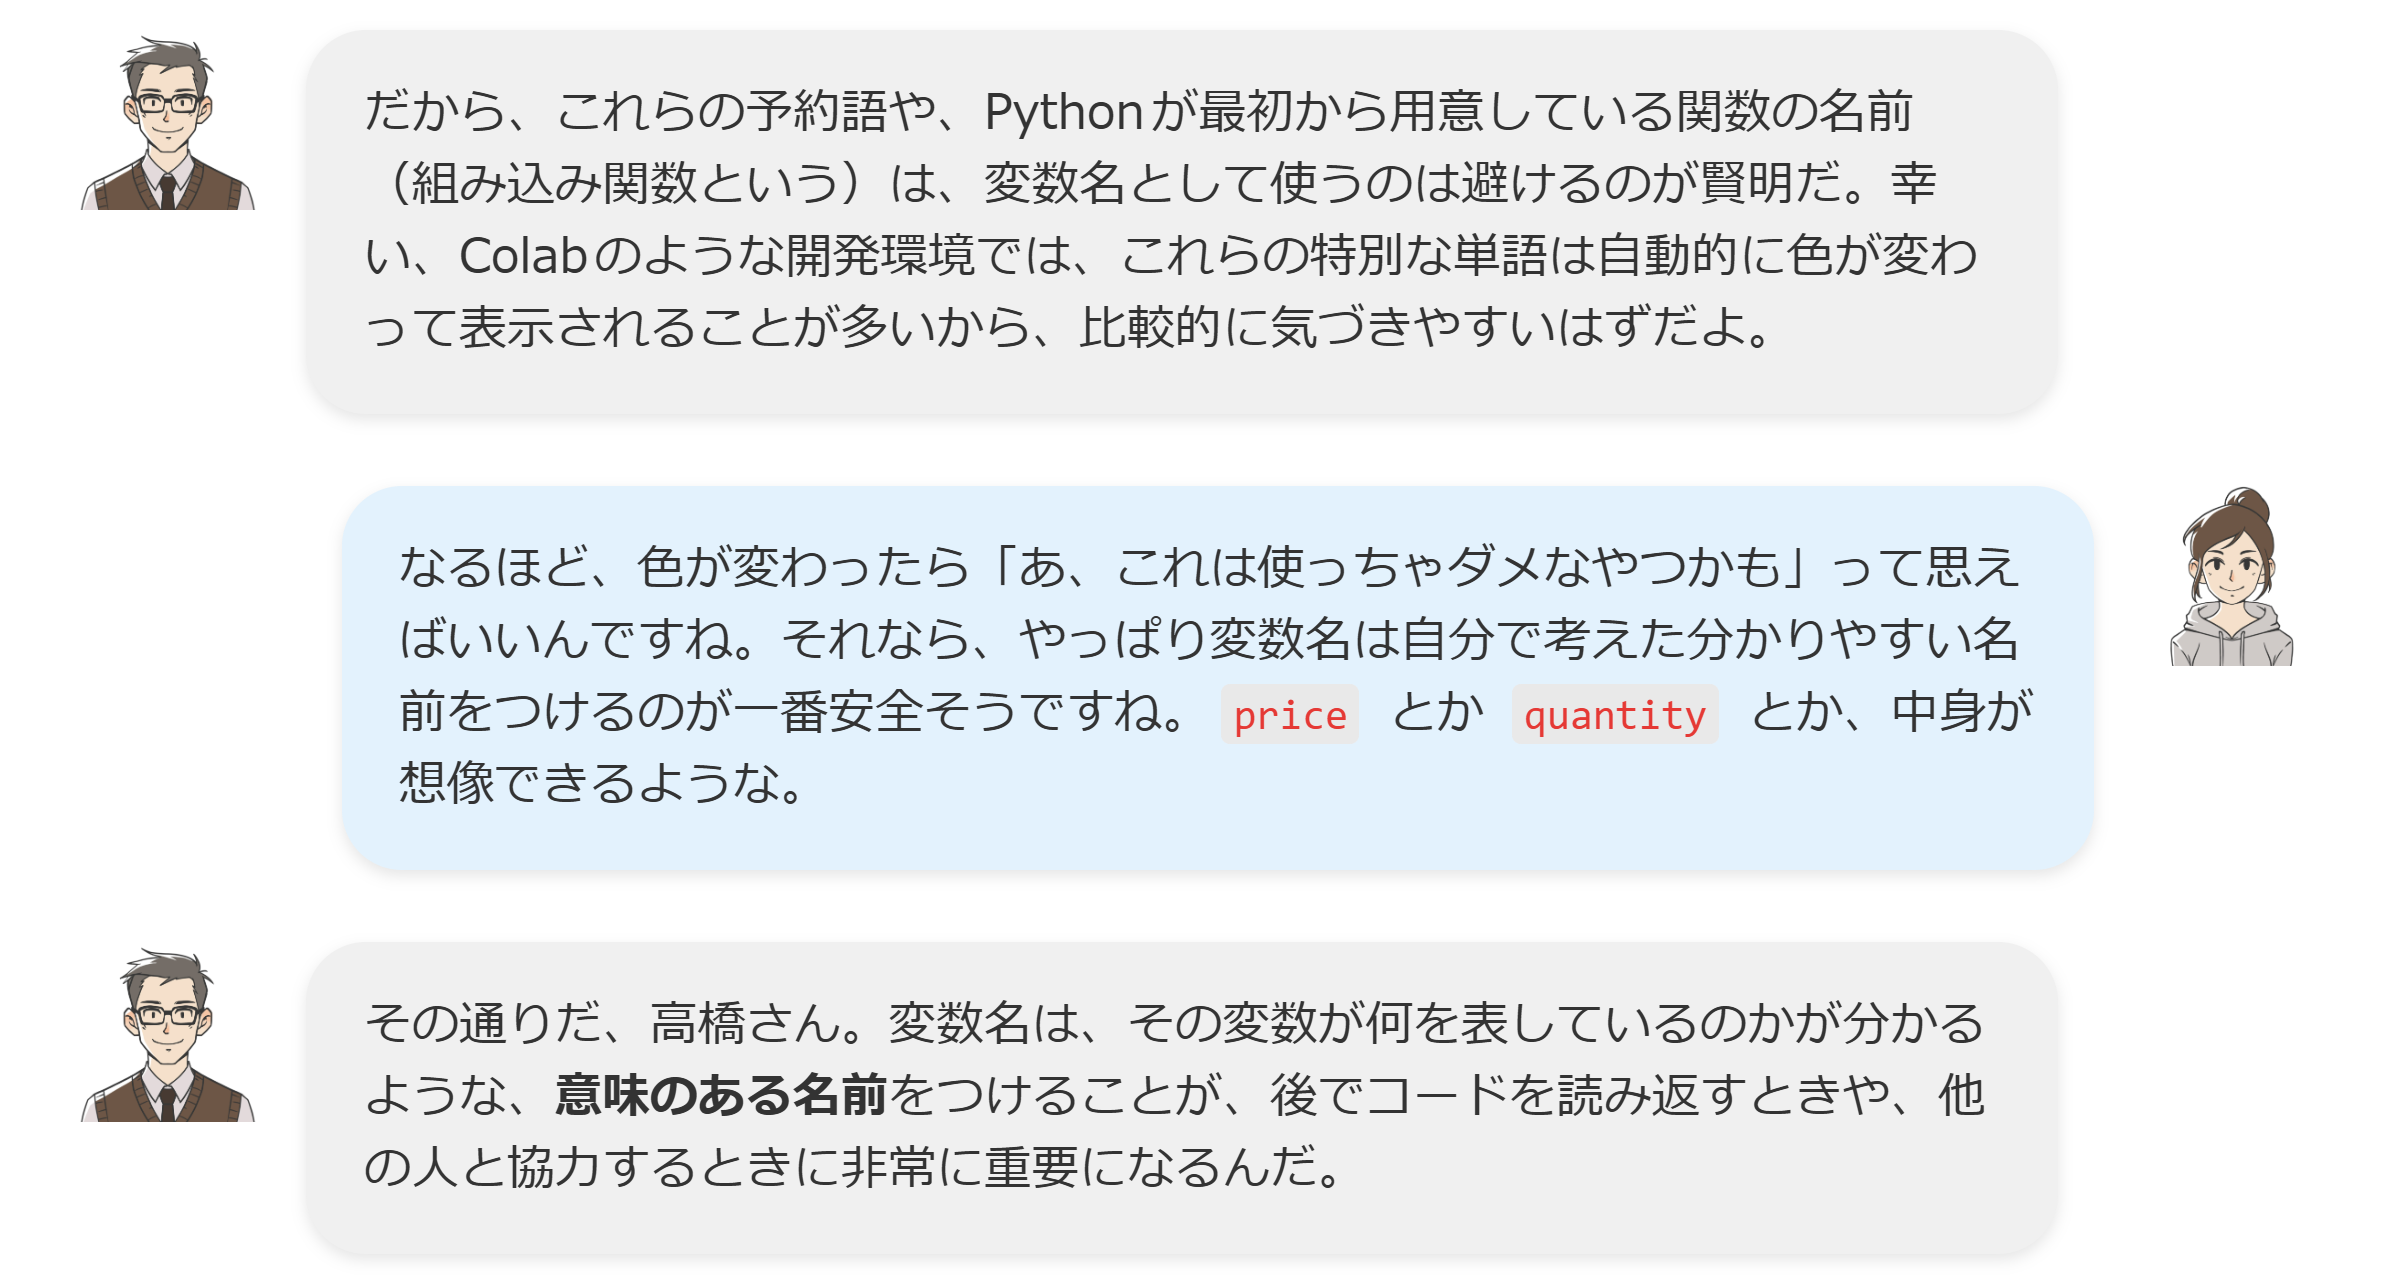 だから、これらの予約語や、Pythonが最初から用意している関数の名前
（組み込み関数という）は、変数名として使うのは避けるのが賢明だ。幸
い、Colabのような開発環境では、これらの特別な単語は自動的に色が変わ
って表示されることが多いから、比較的に気づきやすいはずだよ。
なるほど、色が変わったら「あ、これは使っちゃダメなやつかも」って思え
ばいいんですね。それなら、やっぱり変数名は自分で考えた分かりやすい名
前をつけるのが一番安全そうですね。 price とか quantity とか、中身が
想像できるような。
その通りだ、高橋さん。変数名は、その変数が何を表しているのかが分かる
ような、意味のある名前をつけることが、後でコードを読み返すときや、他
の人と協力するときに非常に重要になるんだ。